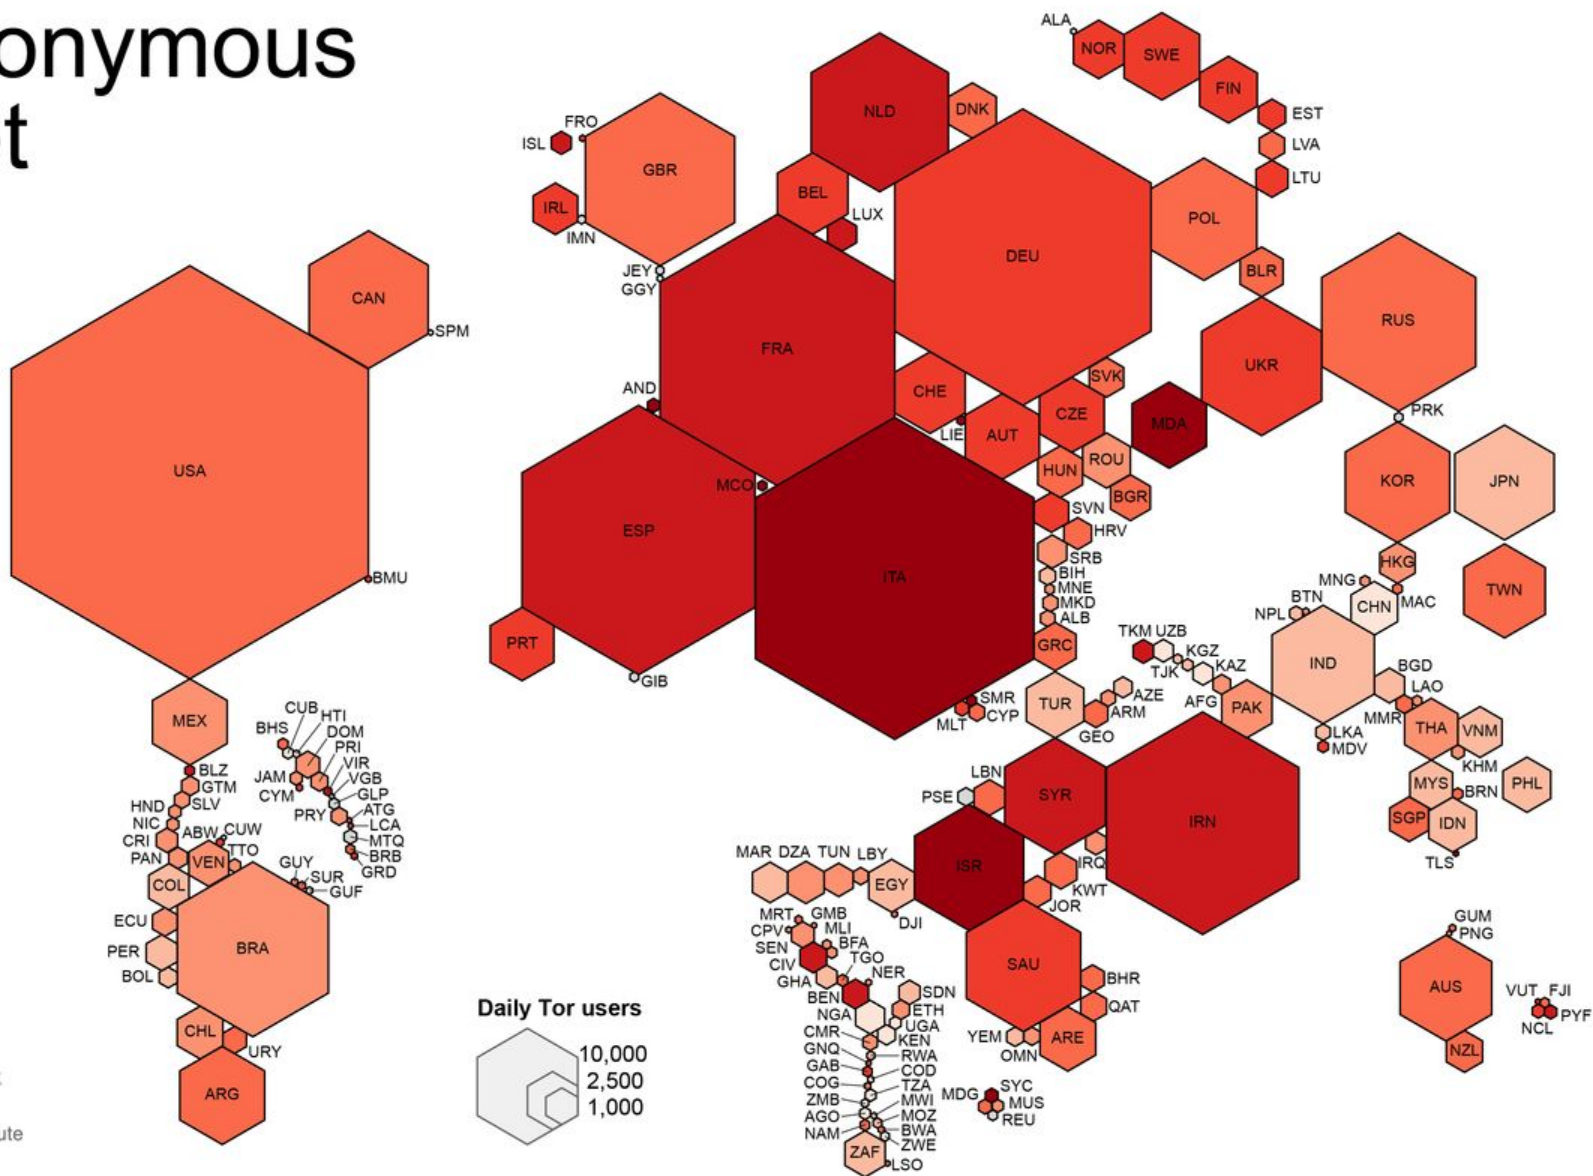 onymous
t
ALA
NOR
SWE
FIN
EST
LVA
LTU
FRO
ISL
GBR
IRL
IMN
JEY
GGY
NLD
DNK
BEL
LUX
DEU
POL
BLR
RUS
UKR
PRK
CAN
SPM
USA
BMU
FRA
AND
CHE
LIE
AUT
SVK
CZE
MDA
HUN
ROU
BGR
MCO
ESP
ITA
SVN
HRV
SRB
BIH
MNE
MKD
ALB
GRC
PRT
GIB
KOR
JPN
HKG
MAC
TWN
MNG
CHN
BTN
NPL
IND
TKM
UZB
TJK
KGZ
KAZ
AFG
PAK
BGD
LAO
MMR
THA
VNM
LKA
MDV
KHM
MYS
BRN
PHL
SGP
IDN
TLS
SMR
MLT
CYP
TUR
AZE
ARM
GEO
LBN
PSE
SYR
IRN
ISR
IRQ
KWT
JOR
MEX
CUB
BHS
HTI
DOM
PRI
VIR
VGB
GLP
JAM
CYM
PRY
ATG
LCA
MTQ
BRB
GRD
BLZ
GTM
SLV
HND
NIC
CRI
PAN
ABW
CUW
TTO
VEN
COL
GUY
SUR
GUF
ECU
PER
BOL
BRA
CHL
URY
ARG
MAR
DZA
TUN
LBY
EGY
DJI
MRT
GMB
CPV
MLI
SEN
BFA
CIV
TGO
GHA
NER
BEN
SDN
NGA
ETH
UGA
CMR
KEN
GNQ
RWA
GAB
COD
COG
TZA
ZMB
MWI
AGO
MOZ
NAM
BWA
ZWE
ZAF
LSO
SAU
BHR
QAT
YEM
OMN
ARE
MDG
SYC
MUS
REU
GUM
PNG
AUS
VUT
FJI
PYF
NCL
NZL
Daily Tor users
10,000
2,500
1,000
ute